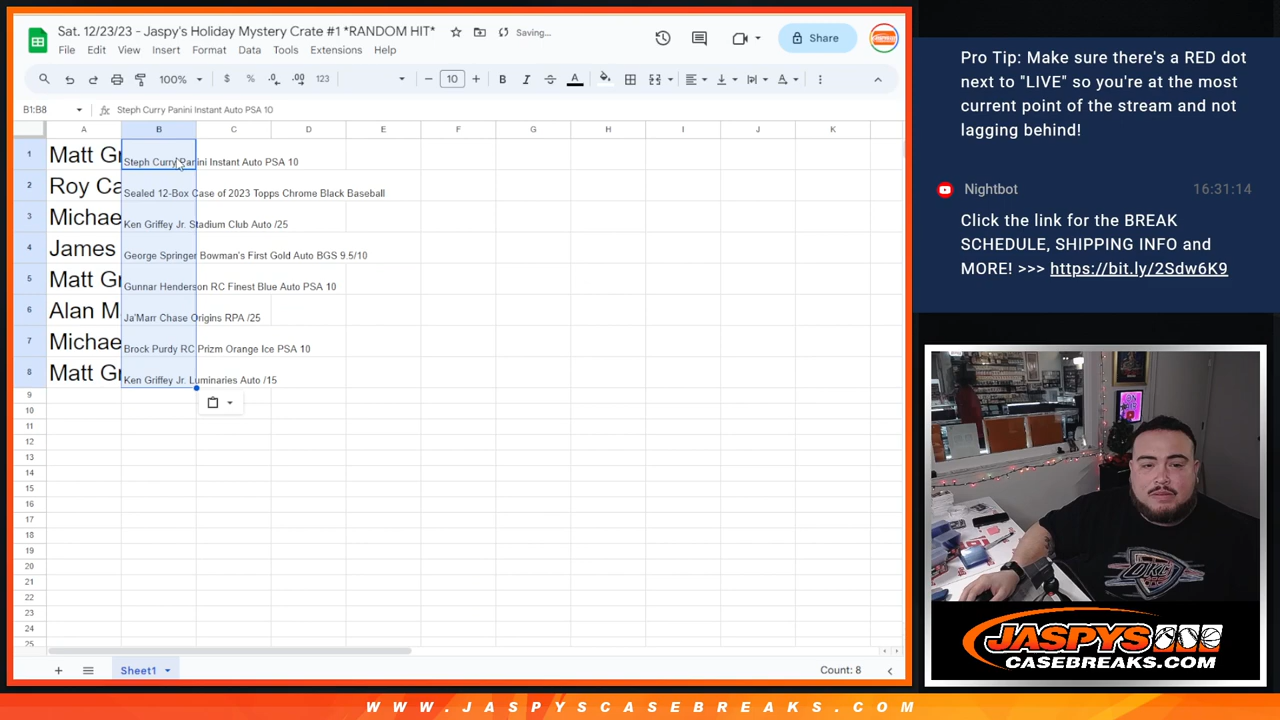 Sat. 12/23/23 - Jaspy's Holiday Mystery Crate #1 *RANDOM HIT*
Saving...
File Edit View Insert Format Data Tools Extensions Help
Share
100% $ % .0 .00 123 10 B I A
B1:B8 fx Steph Curry Panini Instant Auto PSA 10
A B C D E F G H I J K
1 Matt Gr Steph Curry Panini Instant Auto PSA 10
2 Roy Ca Sealed 12-Box Case of 2023 Topps Chrome Black Baseball
3 Michae Ken Griffey Jr. Stadium Club Auto /25
4 James George Springer Bowman's First Gold Auto BGS 9.5/10
5 Matt Gr Gunnar Henderson RC Finest Blue Auto PSA 10
6 Alan M Ja'Marr Chase Origins RPA /25
7 Michae Brock Purdy RC Prizm Orange Ice PSA 10
8 Matt Gr Ken Griffey Jr. Luminaries Auto /15
9
10
11
12
13
14
15
16
17
18
19
20
21
22
23
24
25
Sheet1
Count: 8
Pro Tip: Make sure there's a RED dot
next to "LIVE" so you're at the most
current point of the stream and not
lagging behind!
Nightbot 16:31:14
Click the link for the BREAK
SCHEDULE, SHIPPING INFO and
MORE! >>> https://bit.ly/2Sdw6K9
OKC
JASPYS
CASEBREAKS.COM
WWW.JASPYSCASEBREAKS.COM